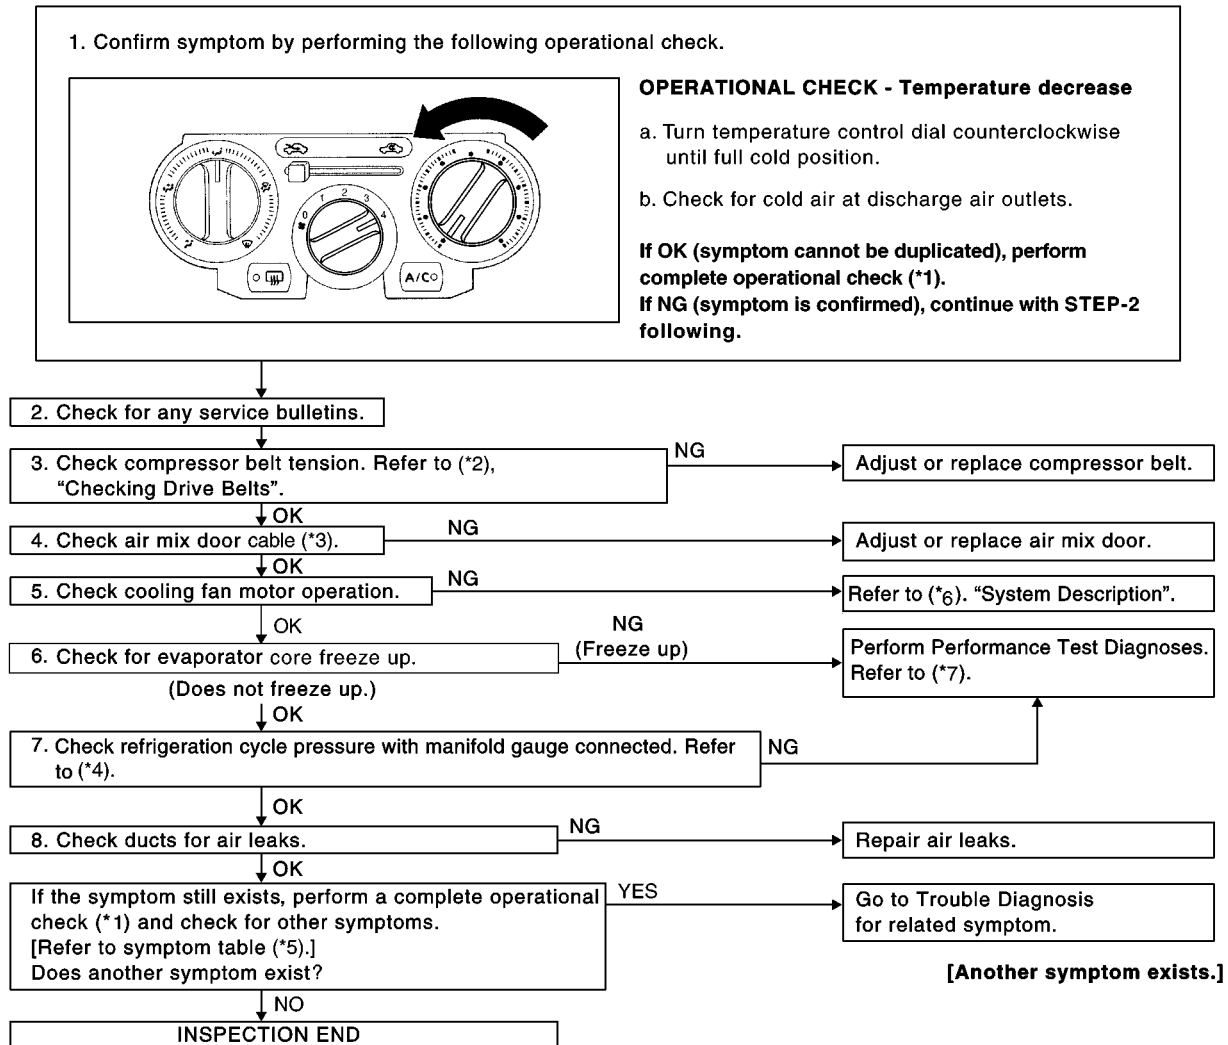 1. Confirm symptom by performing the following operational check.
0 1 2 3 4
A/C
OPERATIONAL CHECK - Temperature decrease
a. Turn temperature control dial counterclockwise
until full cold position.
b. Check for cold air at discharge air outlets.
If OK (symptom cannot be duplicated), perform
complete operational check (*1).
If NG (symptom is confirmed), continue with STEP-2
following.
2. Check for any service bulletins.
3. Check compressor belt tension. Refer to (*2),
“Checking Drive Belts”.
NG
Adjust or replace compressor belt.
OK
4. Check air mix door cable (*3).
NG
Adjust or replace air mix door.
OK
5. Check cooling fan motor operation.
NG
Refer to (*6). “System Description”.
OK
6. Check for evaporator core freeze up.
NG
(Freeze up)
Perform Performance Test Diagnoses.
Refer to (*7).
(Does not freeze up.)
OK
7. Check refrigeration cycle pressure with manifold gauge connected. Refer
to (*4).
NG
OK
8. Check ducts for air leaks.
NG
Repair air leaks.
OK
If the symptom still exists, perform a complete operational
check (*1) and check for other symptoms.
[Refer to symptom table (*5).]
Does another symptom exist?
YES
Go to Trouble Diagnosis
for related symptom.
[Another symptom exists.]
NO
INSPECTION END